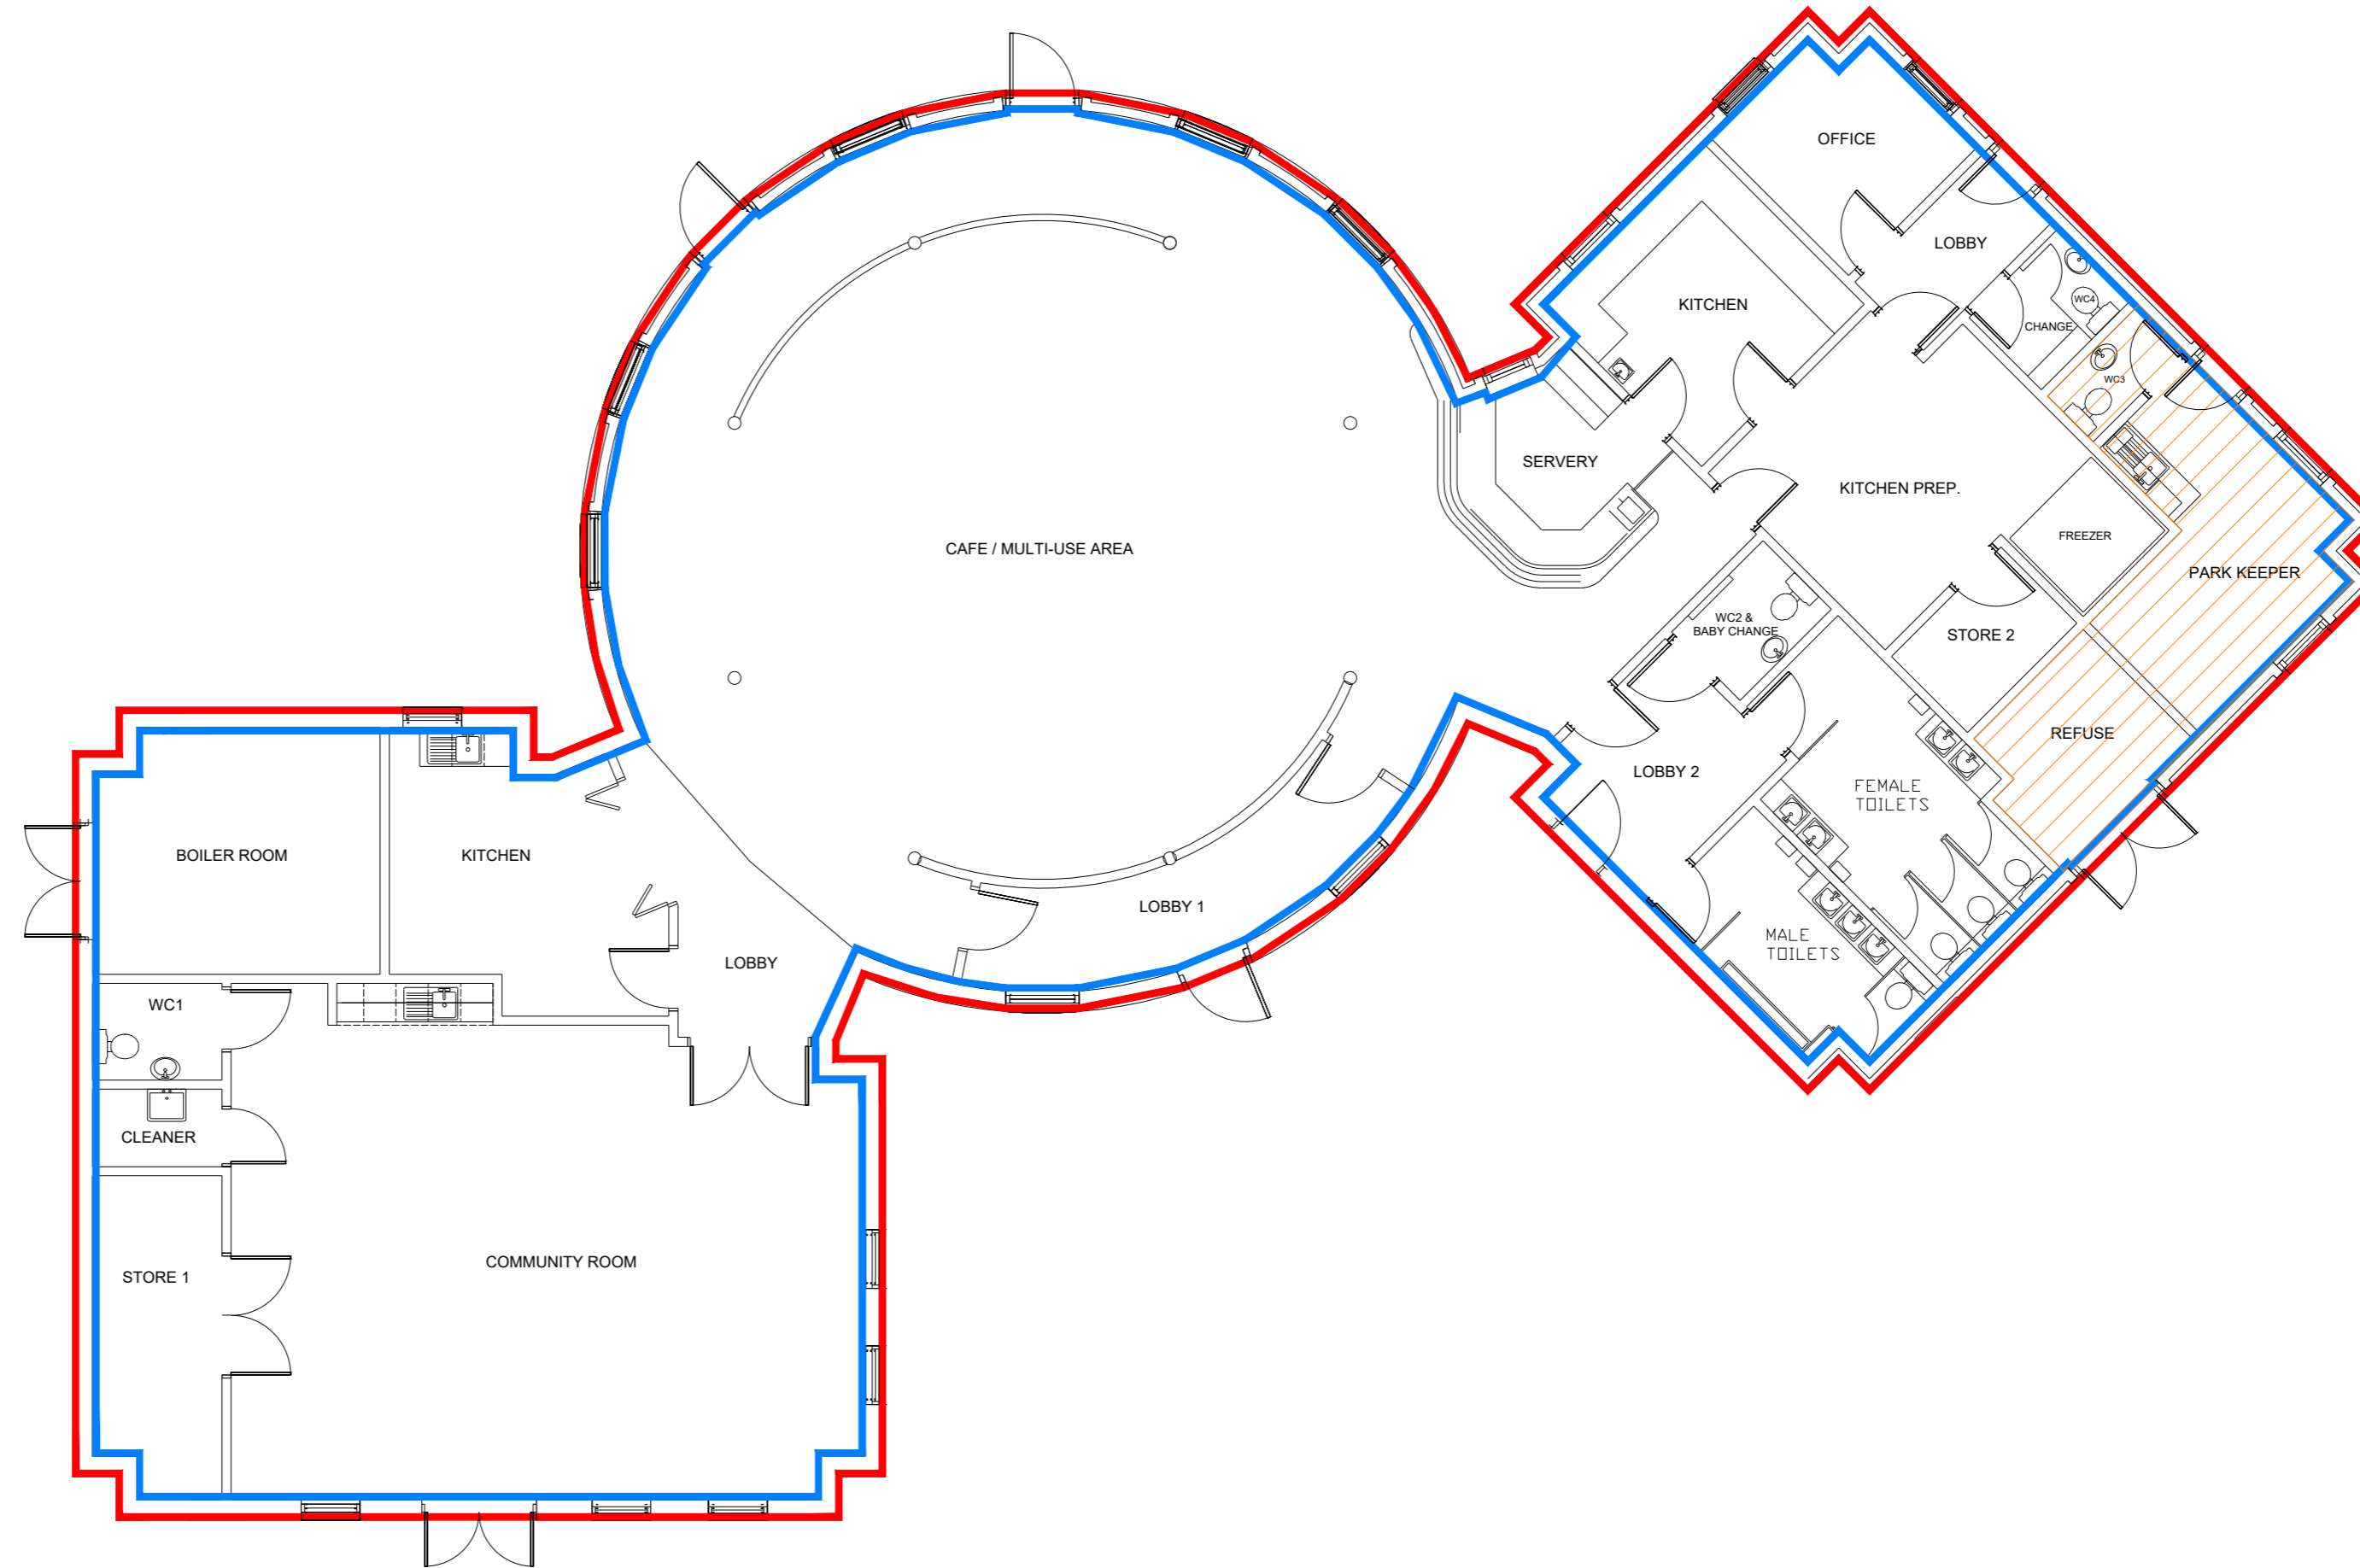 OFFICE
LOBBY
KITCHEN
WC4
CHANGE
WC3
SERVERY
KITCHEN PREP.
FREEZER
CAFE / MULTI-USE AREA
PARK KEEPER
WC2 &
BABY CHANGE
STORE 2
REFUSE
LOBBY 2
FEMALE
TOILETS
BOILER ROOM
KITCHEN
LOBBY 1
MALE
TOILETS
LOBBY
WC1
CLEANER
COMMUNITY ROOM
STORE 1